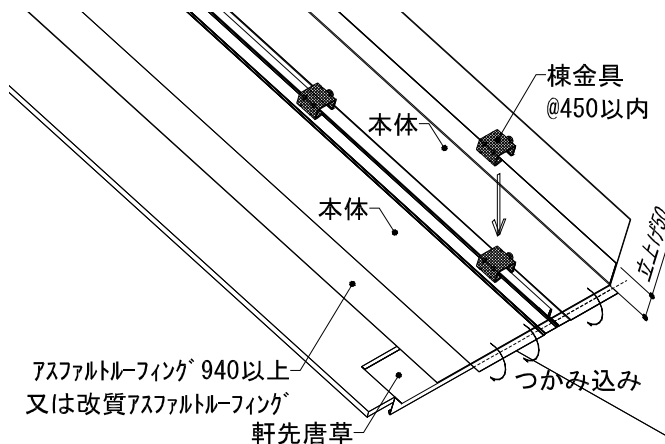 棟金具
@450以内
本体
本体
立上げ50
アスファルトルーフィング 940以上
又は改質アスファルトルーフィング
つかみ込み
軒先唐草